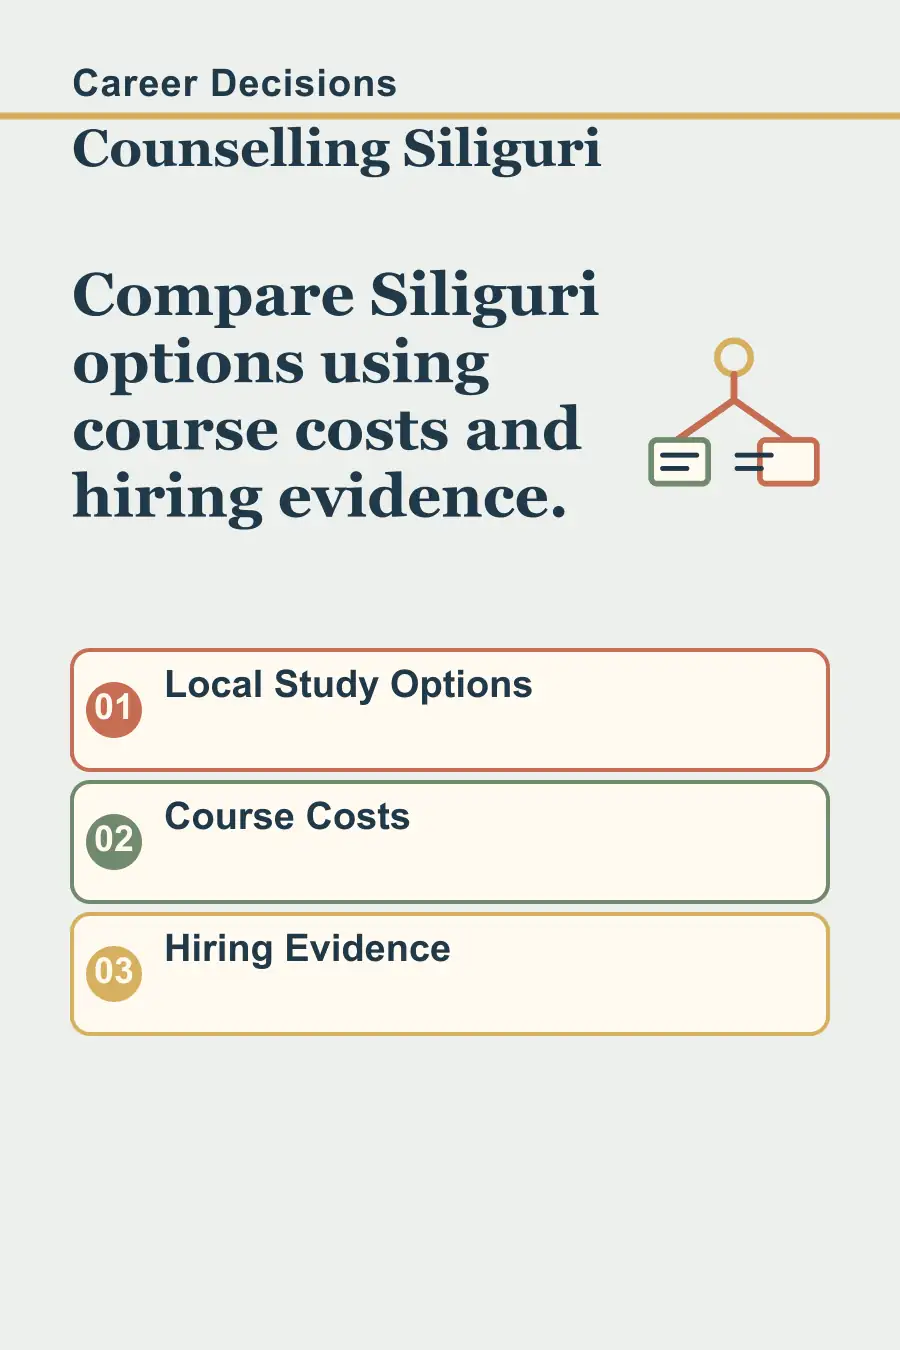 Career Decisions
Counselling Siliguri
Compare Siliguri
options using
course costs and
hiring evidence.
01 Local Study Options
02 Course Costs
03 Hiring Evidence